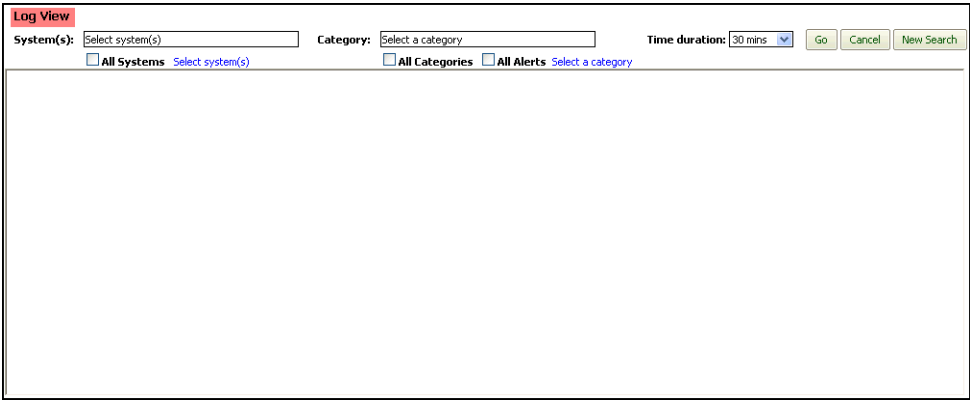 Log View
System(s): Select system(s) Category: Select a category Time duration: 30 mins Go Cancel New Search
All Systems Select system(s) All Categories All Alerts Select a category